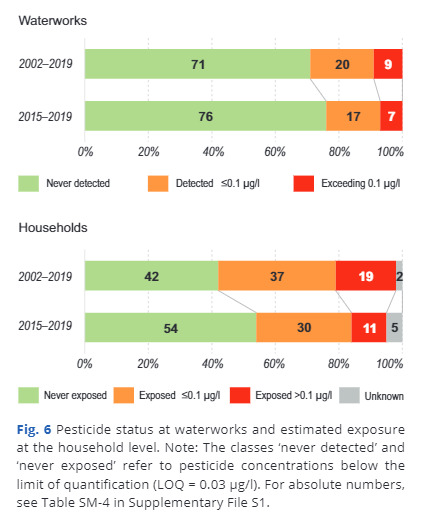 Waterworks
2002–2019 71 20 9
2015–2019 76 17 7
0% 20% 40% 60% 80% 100%
Never detected Detected ≤0.1 µg/l Exceeding 0.1 µg/l
Households
2002–2019 42 37 19 2
2015–2019 54 30 11 5
0% 20% 40% 60% 80% 100%
Never exposed Exposed ≤0.1 µg/l Exposed >0.1 µg/l Unknown
Fig. 6 Pesticide status at waterworks and estimated exposure
at the household level. Note: The classes ‘never detected’ and
‘never exposed’ refer to pesticide concentrations below the
limit of quantification (LOQ = 0.03 µg/l). For absolute numbers,
see Table SM-4 in Supplementary File S1.